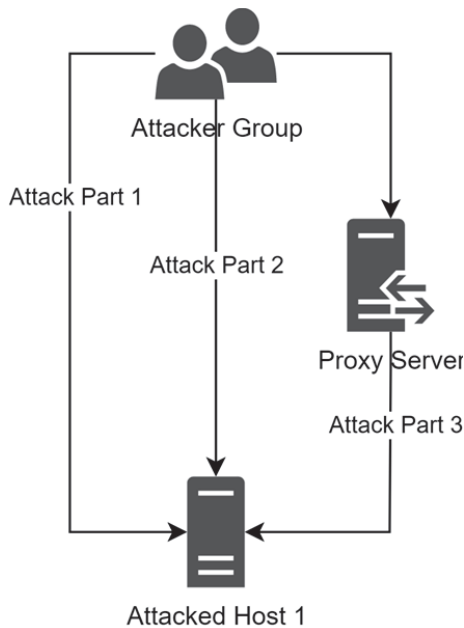 Attacker Group
Attack Part 1
Attack Part 2
Proxy Server
Attack Part 3
Attacked Host 1